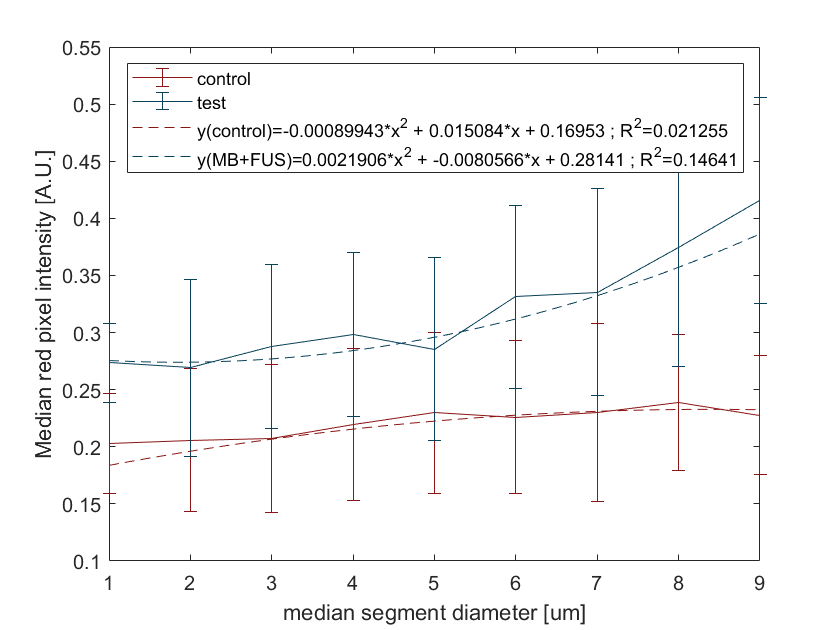 0.55
0.5
0.45
0.4
0.35
0.3
0.25
0.2
0.15
0.1
Median red pixel intensity [A.U.]
control
test
y(control)=-0.00089943*x² + 0.015084*x + 0.16953 ; R²=0.021255
y(MB+FUS)=0.0021906*x² + -0.0080566*x + 0.28141 ; R²=0.14641
1 2 3 4 5 6 7 8 9
median segment diameter [um]